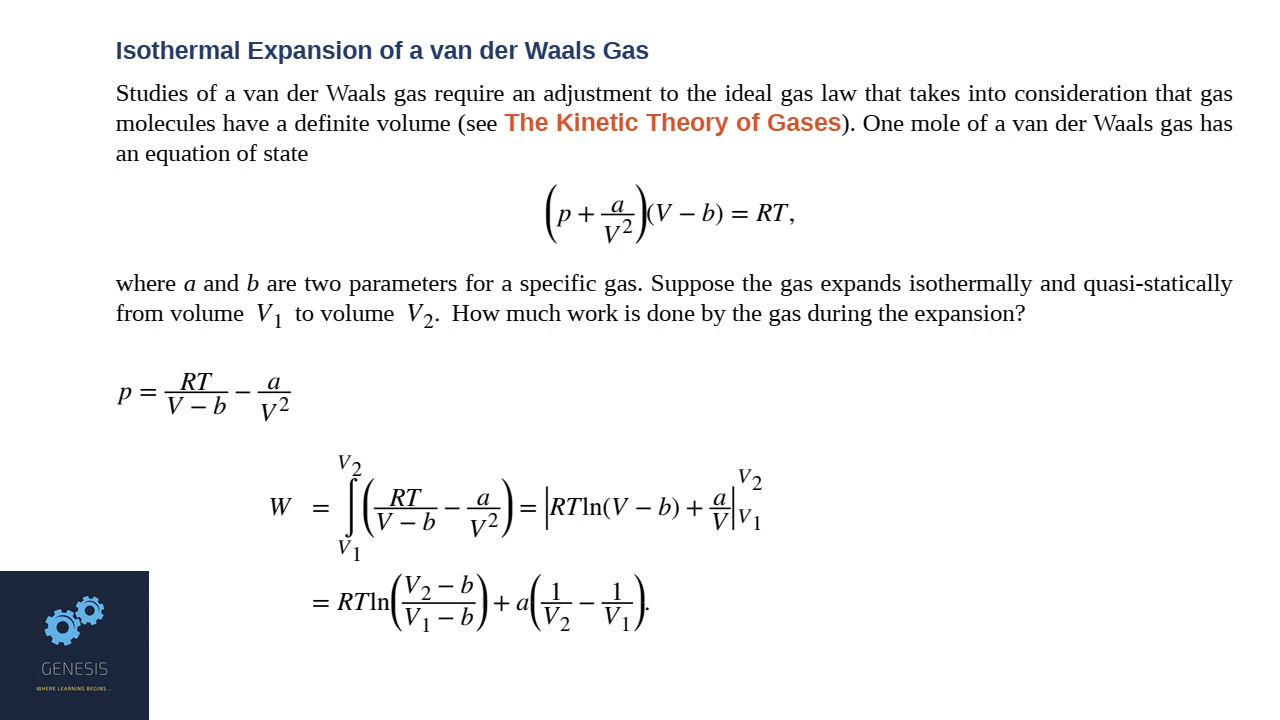 Isothermal Expansion of a van der Waals Gas
Studies of a van der Waals gas require an adjustment to the ideal gas law that takes into consideration that gas
molecules have a definite volume (see The Kinetic Theory of Gases). One mole of a van der Waals gas has
an equation of state
(p + a/V²)(V − b) = RT,
where a and b are two parameters for a specific gas. Suppose the gas expands isothermally and quasi-statically
from volume V₁ to volume V₂. How much work is done by the gas during the expansion?
p = RT/(V − b) − a/V²
W = ∫_{V₁}^{V₂} (RT/(V − b) − a/V²) = |RTln(V − b) + a/V|_{V₁}^{V₂}
= RTln((V₂ − b)/(V₁ − b)) + a(1/V₂ − 1/V₁).
GENESIS
WHERE LEARNING BEGINS ...